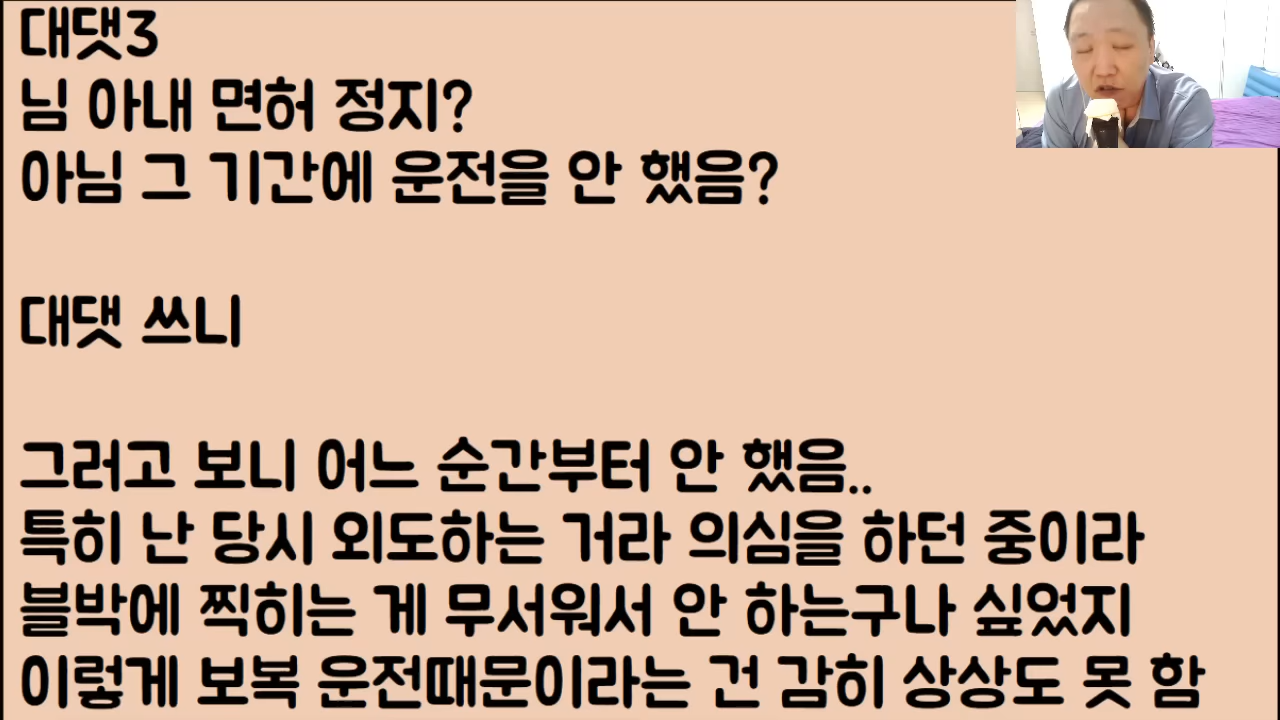 대댓3
님 아내 면허 정지?
아님 그 기간에 운전을 안 했음?
대댓 쓰니
그러고 보니 어느 순간부터 안 했음..
특히 난 당시 외도하는 거라 의심을 하던 중이라
블박에 찍히는 게 무서워서 안 하는구나 싶었지
이렇게 보복 운전때문이라는 건 감히 상상도 못 함